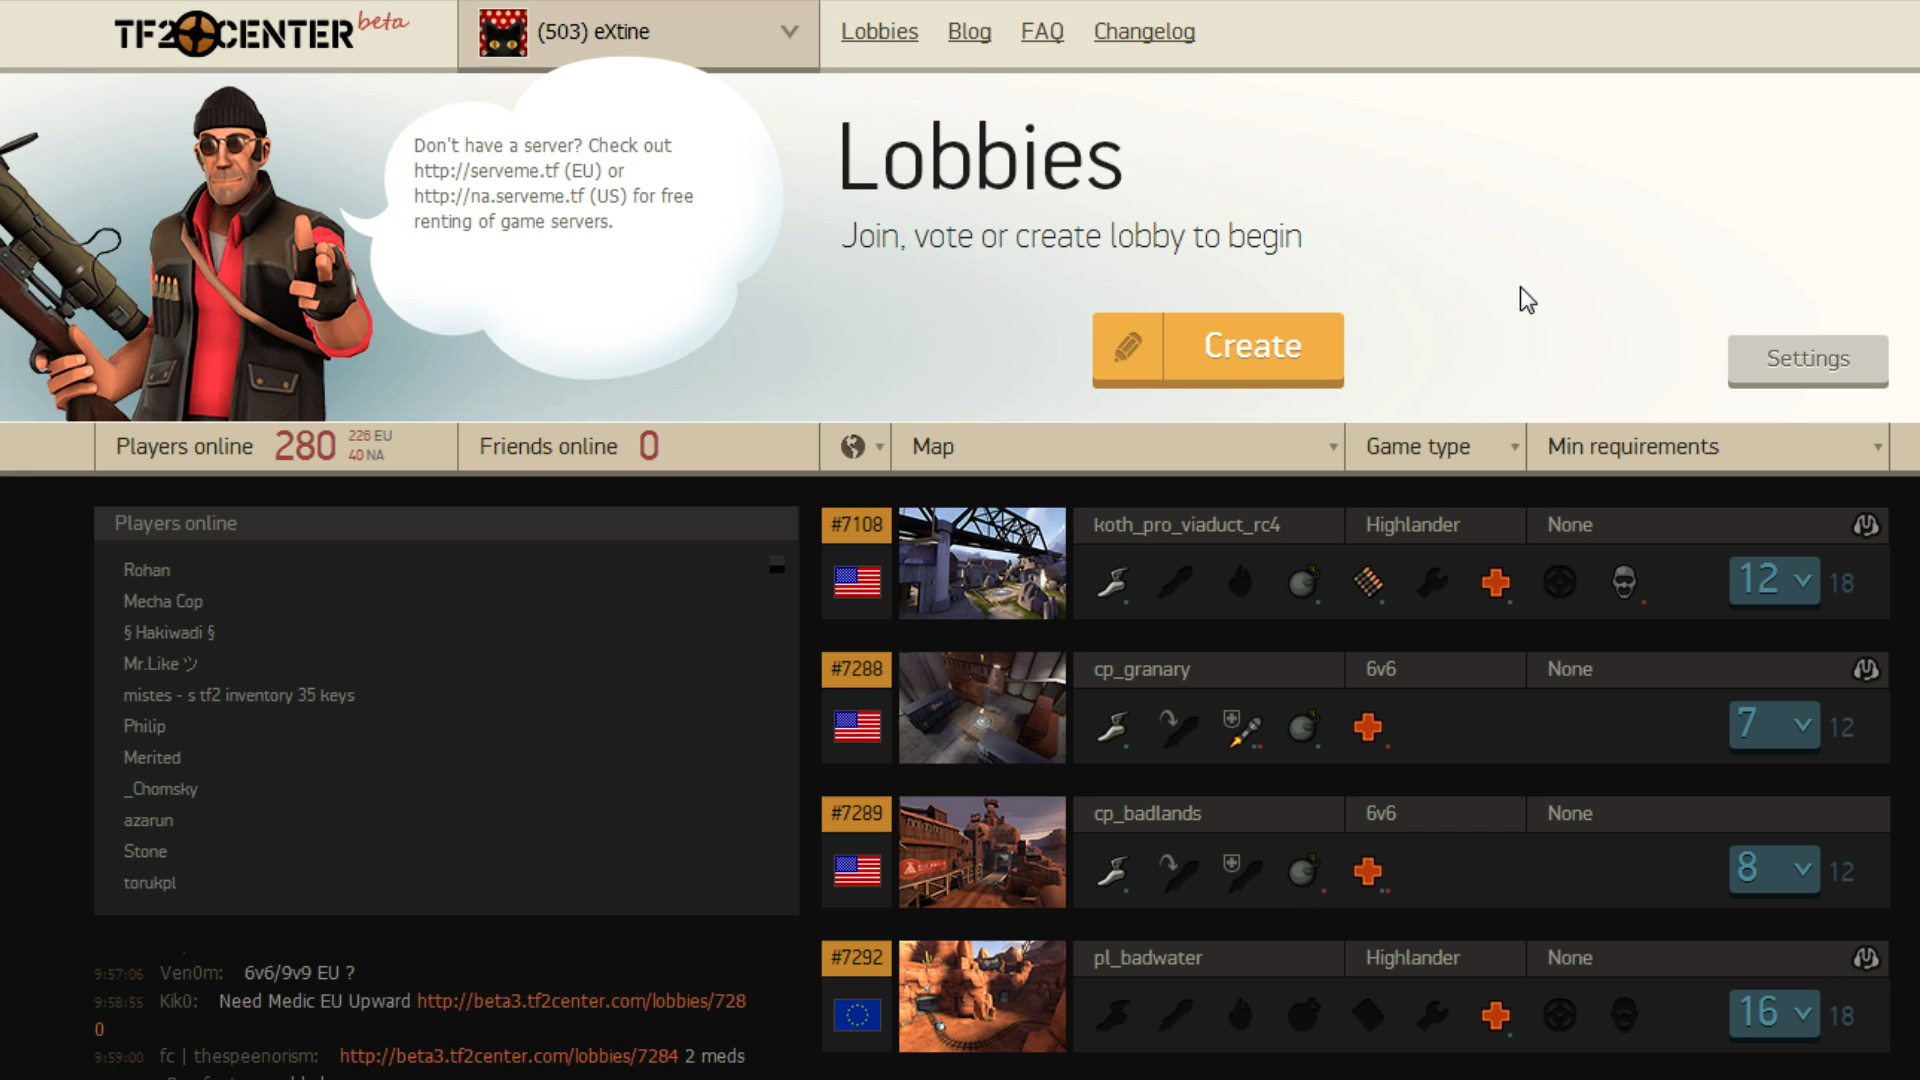 TF2CENTER beta
(503) eXtine
Lobbies Blog FAQ Changelog
Don't have a server? Check out
http://serveme.tf (EU) or
http://na.serveme.tf (US) for free
renting of game servers.
Lobbies
Join, vote or create lobby to begin
Create
Settings
Players online 280 226 EU
40 NA
Friends online 0
Map Game type Min requirements
Players online
Rohan
Mecha Cop
§ Hakiwadi §
Mr.Like ツ
mistes - s tf2 inventory 35 keys
Philip
Merited
_Chomsky
azarun
Stone
torukpl
9:57:06 Ven0m: 6v6/9v9 EU ?
9:58:55 Kik0: Need Medic EU Upward http://beta3.tf2center.com/lobbies/728
0
9:59:00 fc | thespeenorism: http://beta3.tf2center.com/lobbies/7284 2 meds
#7108 koth_pro_viaduct_rc4 Highlander None
12 18
#7288 cp_granary 6v6 None
7 12
#7289 cp_badlands 6v6 None
8 12
#7292 pl_badwater Highlander None
16 18